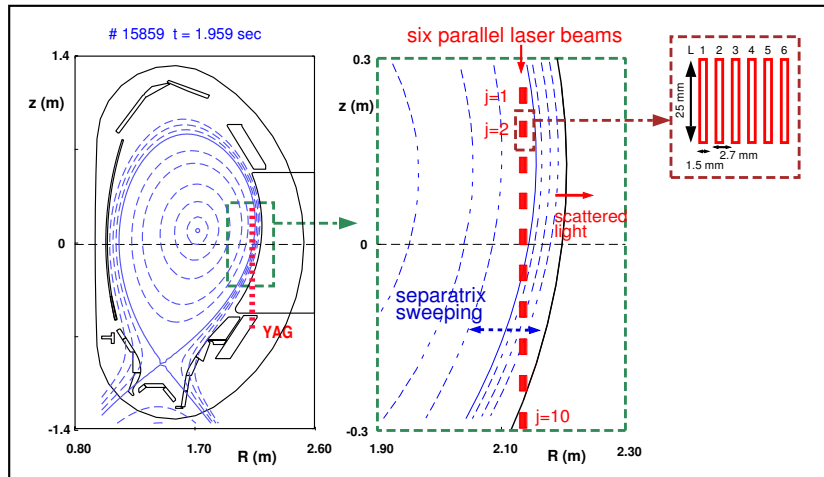 # 15859 t = 1.959 sec
1.4
z (m)
0
-1.4
0.80
1.70
2.60
R (m)
YAG
six parallel laser beams
0.3
z (m)
j=1
j=2
0
scattered
light
separatrix
sweeping
j=10
-0.3
1.90
2.10
2.30
R (m)
L 1 2 3 4 5 6
25 mm
2.7 mm
1.5 mm